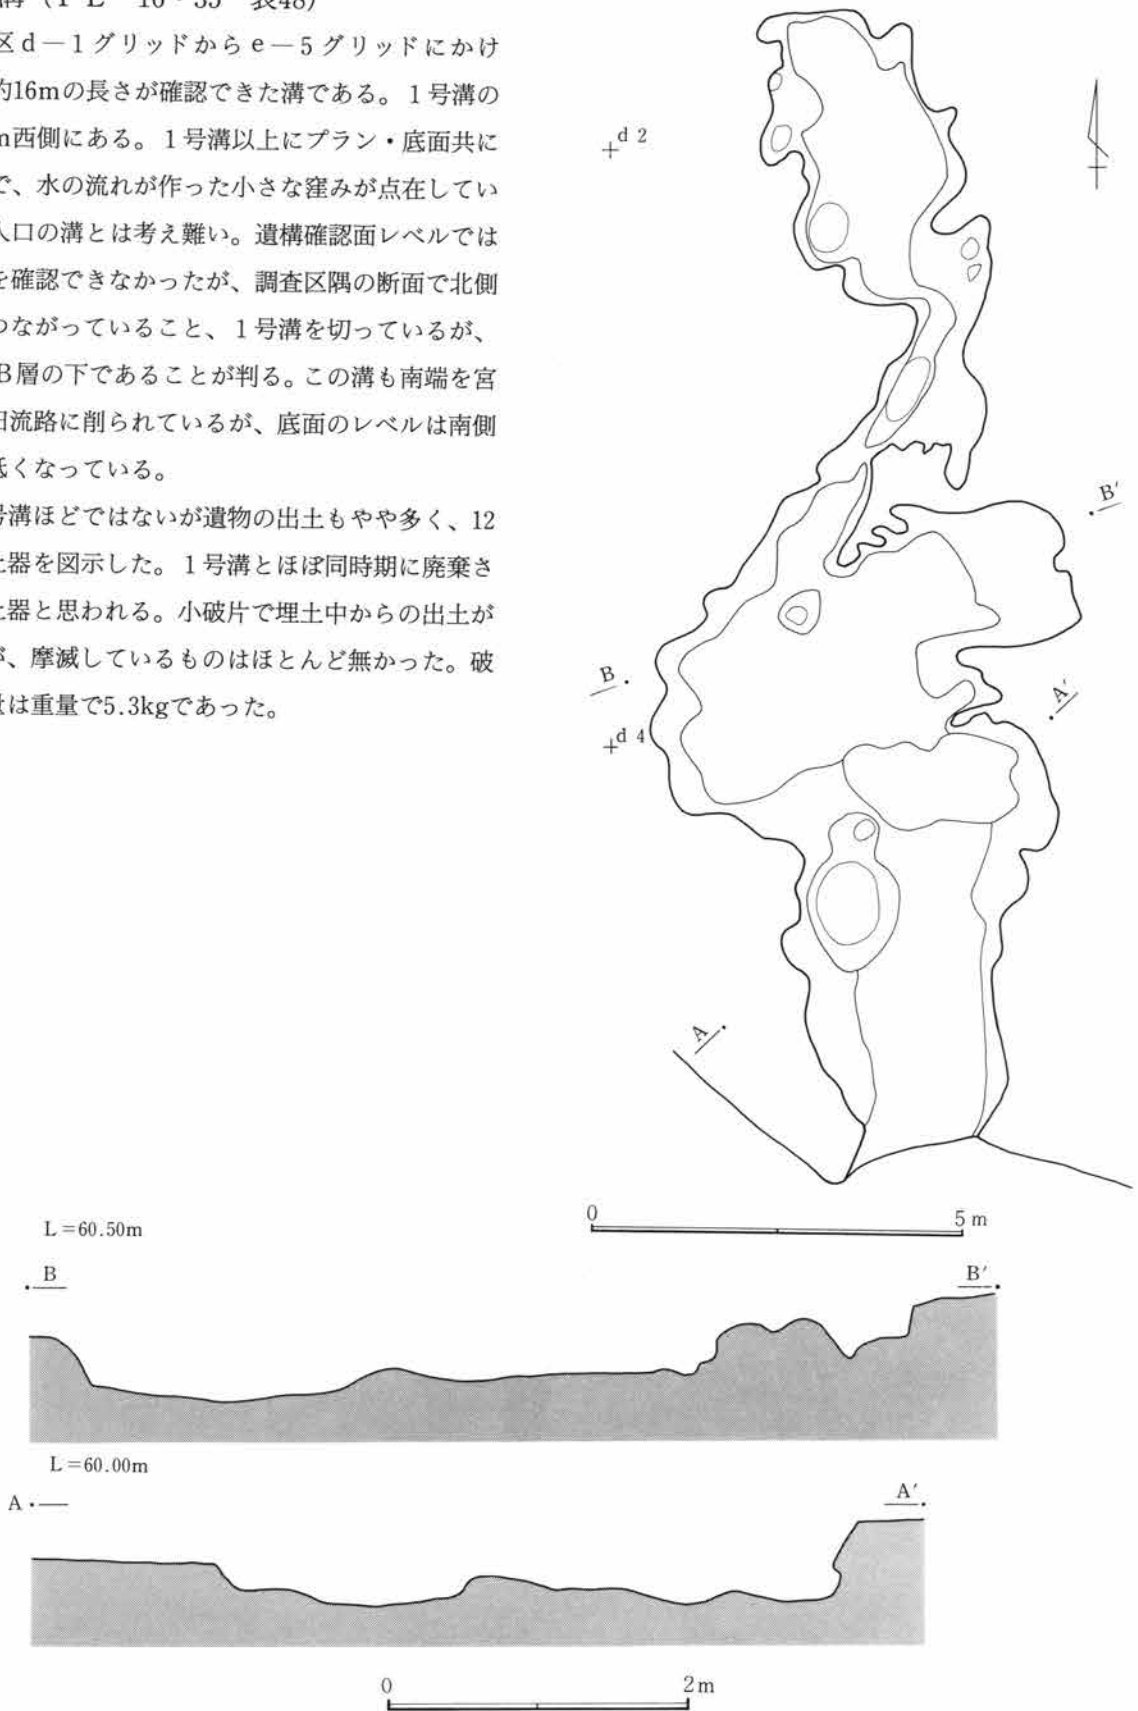 溝（PL 16・35 表48）
区d－1グリッドからe－5グリッドにかけ
約16mの長さが確認できた溝である。1号溝の
m西側にある。1号溝以上にプラン・底面共に
で、水の流れが作った小さな窪みが点在してい
人口の溝とは考え難い。遺構確認面レベルでは
を確認できなかったが、調査区隅の断面で北側
つながっていること、1号溝を切っているが、
B層の下であることが判る。この溝も南端を宮
旧流路に削られているが、底面のレベルは南側
低くなっている。
号溝ほどではないが遺物の出土もやや多く、12
土器を図示した。1号溝とほぼ同時期に廃棄さ
土器と思われる。小破片で埋土中からの出土が
が、摩滅しているものはほとんど無かった。破
量は重量で5.3kgであった。
d 2
B′
B
A′
d 4
A
0 5m
L=60.50m
B B′
L=60.00m
A A′
0 2m